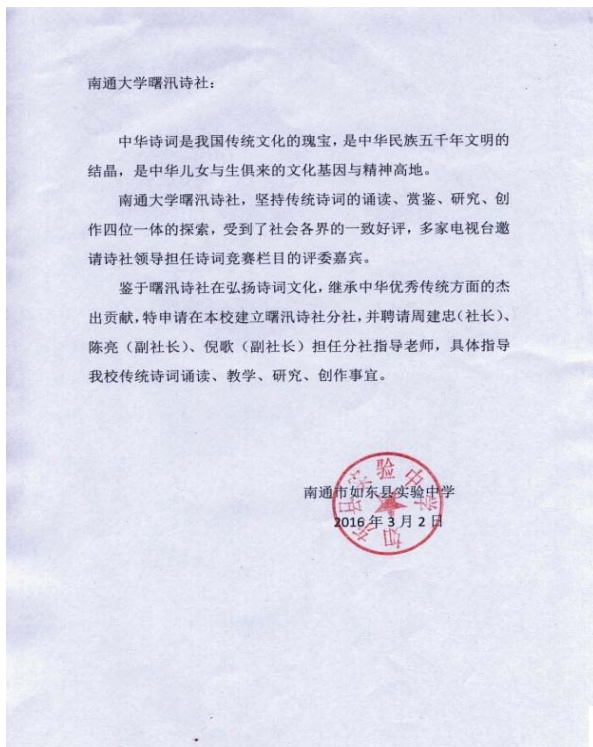 南通大学曙汛诗社：
中华诗词是我国传统文化的瑰宝，是中华民族五千年文明的
结晶，是中华儿女与生俱来的文化基因与精神高地。
南通大学曙汛诗社，坚持传统诗词的诵读、赏鉴、研究、创
作四位一体的探索，受到了社会各界的一致好评，多家电视台邀
请诗社领导担任诗词竞赛栏目的评委嘉宾。
鉴于曙汛诗社在弘扬诗词文化，继承中华优秀传统方面的杰
出贡献，特申请在本校建立曙汛诗社分社，并聘请周建忠（社长）、
陈亮（副社长）、倪歌（副社长）担任分社指导老师，具体指导
我校传统诗词诵读、教学、研究、创作事宜。
南通市如东县实验中学
2016 年 3 月 2 日
如东县实验中学